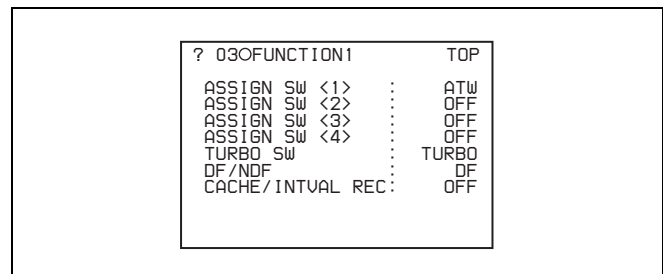 ? 03○FUNCTION1 TOP
ASSIGN SW <1> : ATW
ASSIGN SW <2> : OFF
ASSIGN SW <3> : OFF
ASSIGN SW <4> : OFF
TURBO SW : TURBO
DF/NDF : DF
CACHE/INTVAL REC: OFF